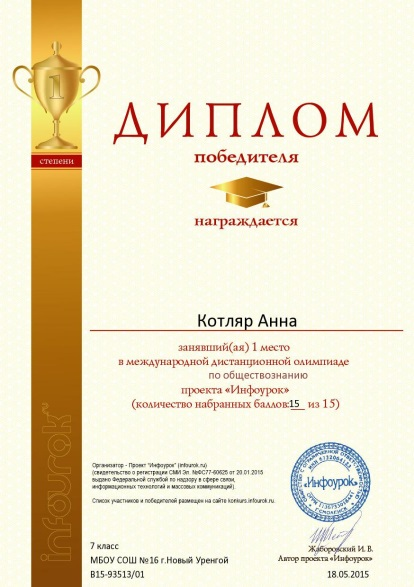 1
степени
ДИПЛОМ
победителя
награждается
Котляр Анна
занявший(ая) 1 место
в международной дистанционной олимпиаде
по обществознанию
проекта «Инфоурок»
(количество набранных баллов:15 из 15)
infourok
Организатор - Проект "Инфоурок" (infourok.ru)
(свидетельство о регистрации СМИ Эл. №ФС77-60625 от 20.01.2015
выдано Федеральной службой по надзору в сфере связи,
информационных технологий и массовых коммуникаций).
Список участников и победителей размещен на сайте konkurs.infourok.ru.
«Инфоурок»
7 класс
МБОУ СОШ №16 г.Новый Уренгой
В15-93513/01
Жаборовский И. В.
Автор проекта «Инфоурок»
18.05.2015